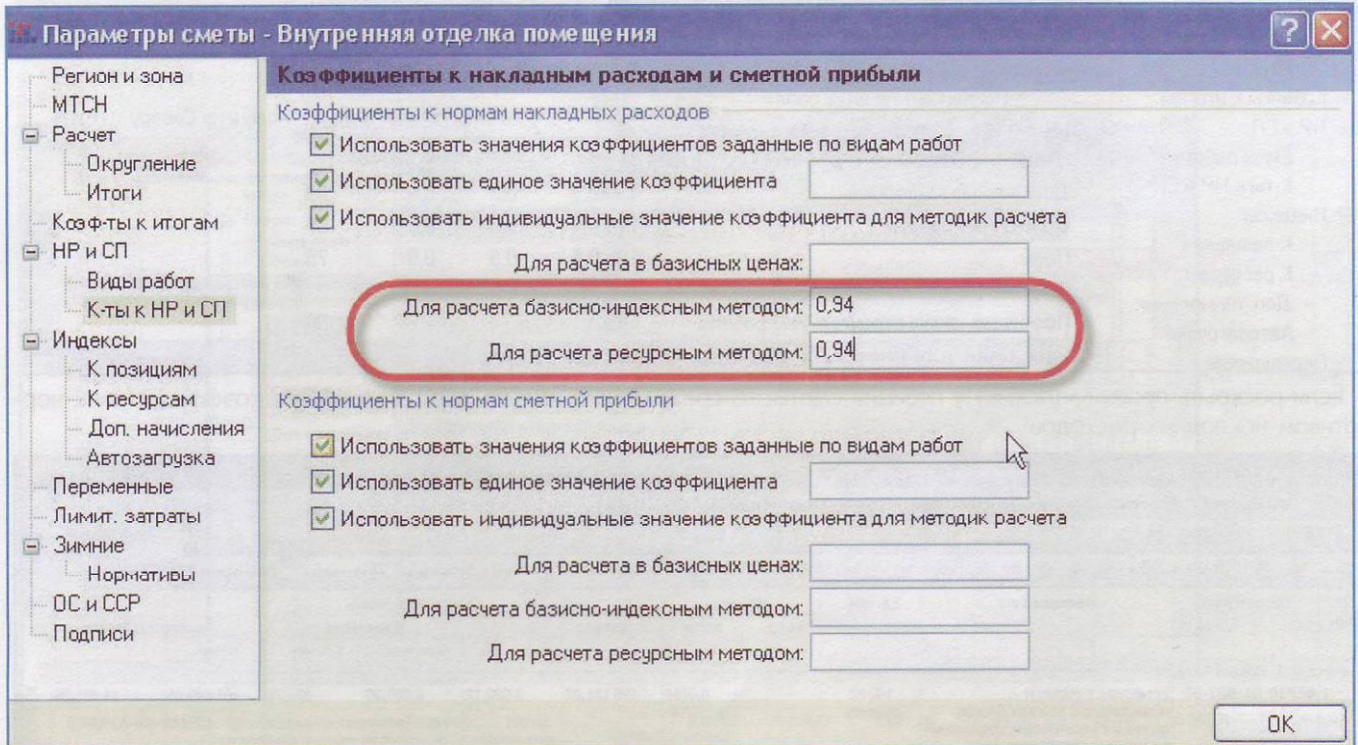 Параметры сметы - Внутренняя отделка помещения
Регион и зона
МТСН
Расчет
Округление
Итоги
Коэф-ты к итогам
НР и СП
Виды работ
К-ты к НР и СП
Индексы
К позициям
К ресурсам
Доп. начисления
Автозагрузка
Переменные
Лимит. затраты
Зимние
Нормативы
ОС и ССР
Подписи
Коэффициенты к накладным расходам и сметной прибыли
Коэффициенты к нормам накладных расходов
Использовать значения коэффициентов заданные по видам работ
Использовать единое значение коэффициента
Использовать индивидуальные значение коэффициента для методик расчета
Для расчета в базисных ценах:
Для расчета базисно-индексным методом: 0,94
Для расчета ресурсным методом: 0,94
Коэффициенты к нормам сметной прибыли
Использовать значения коэффициентов заданные по видам работ
Использовать единое значение коэффициента
Использовать индивидуальные значение коэффициента для методик расчета
Для расчета в базисных ценах:
Для расчета базисно-индексным методом:
Для расчета ресурсным методом:
OK